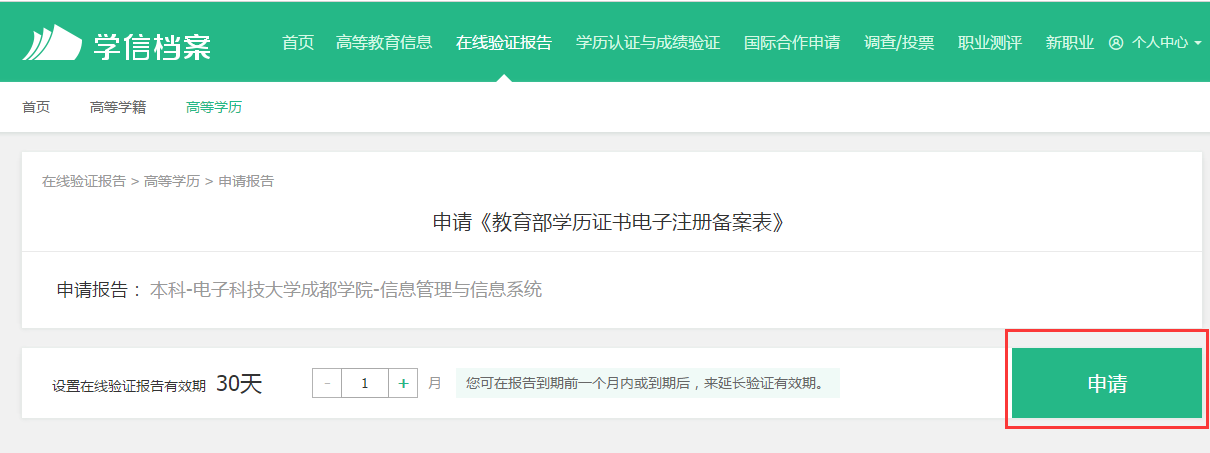 学信档案 首页 高等教育信息 在线验证报告 学历认证与成绩验证 国际合作申请 调查/投票 职业测评 新职业 个人中心
首页 高等学籍 高等学历
在线验证报告 > 高等学历 > 申请报告
申请《教育部学历证书电子注册备案表》
申请报告： 本科-电子科技大学成都学院-信息管理与信息系统
设置在线验证报告有效期 30天 - 1 + 月 您可在报告到期前一个月内或到期后，来延长验证有效期。 申请